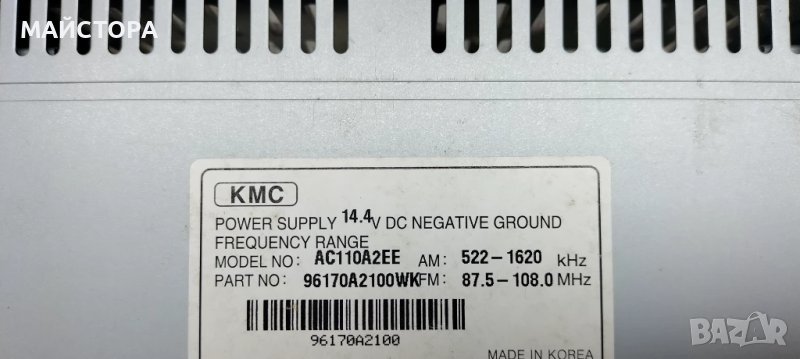 МАЙСТОРА
KMC
POWER SUPPLY 14.4V DC NEGATIVE GROUND
FREQUENCY RANGE
MODEL NO: AC110A2EE AM: 522-1620 kHz
PART NO: 96170A2100WK FM: 87.5-108.0 MHz
96170A2100
MADE IN KOREA
BAZAR